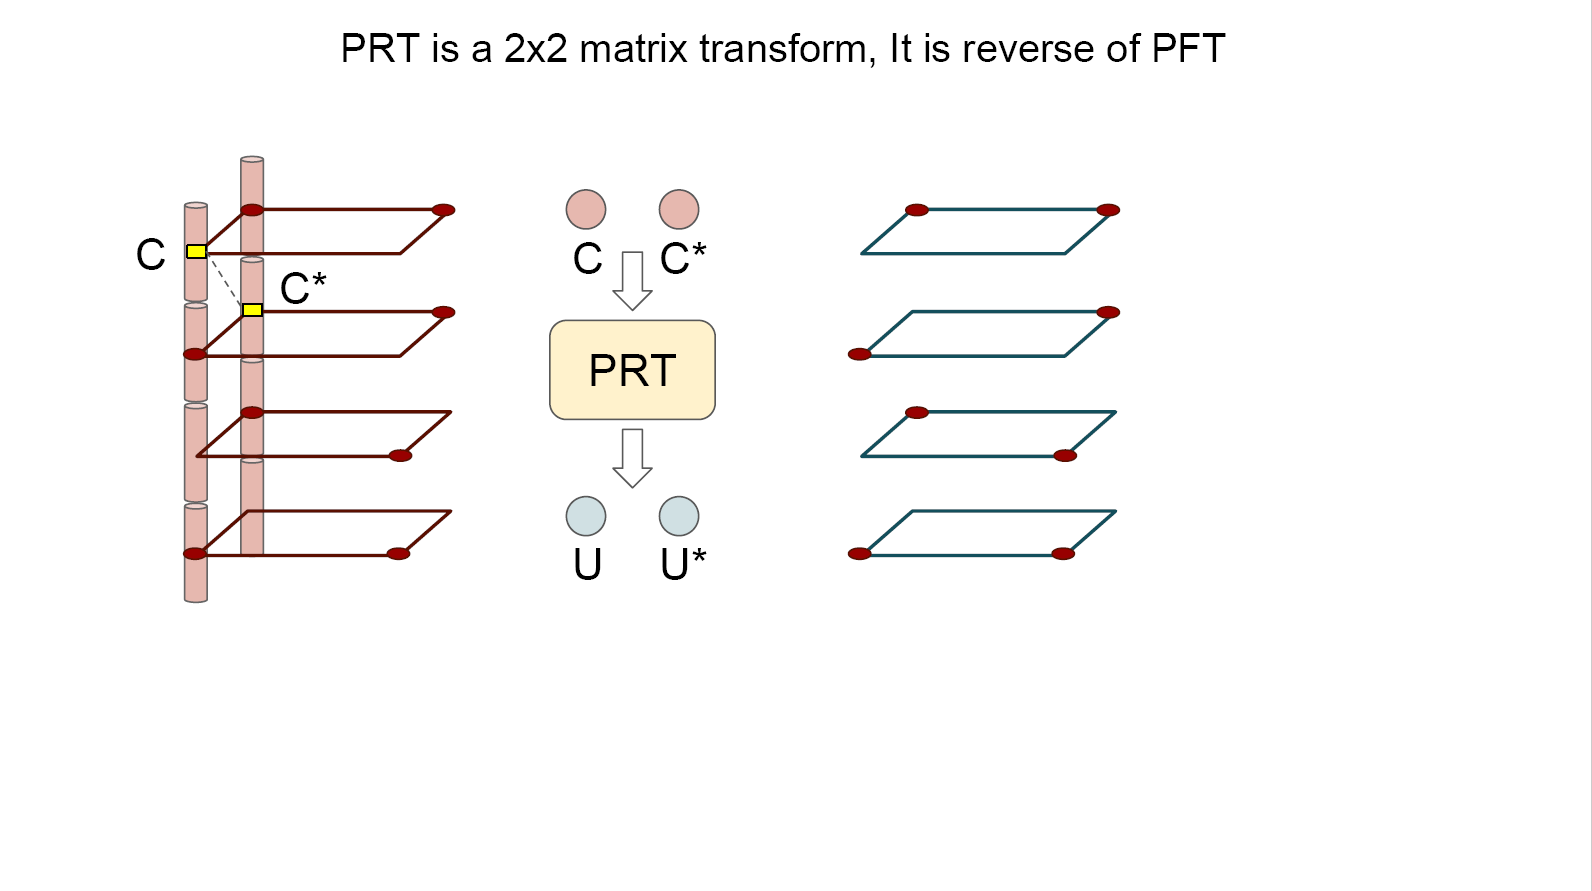 PRT is a 2x2 matrix transform, It is reverse of PFT
C
C*
C C*
PRT
U U*